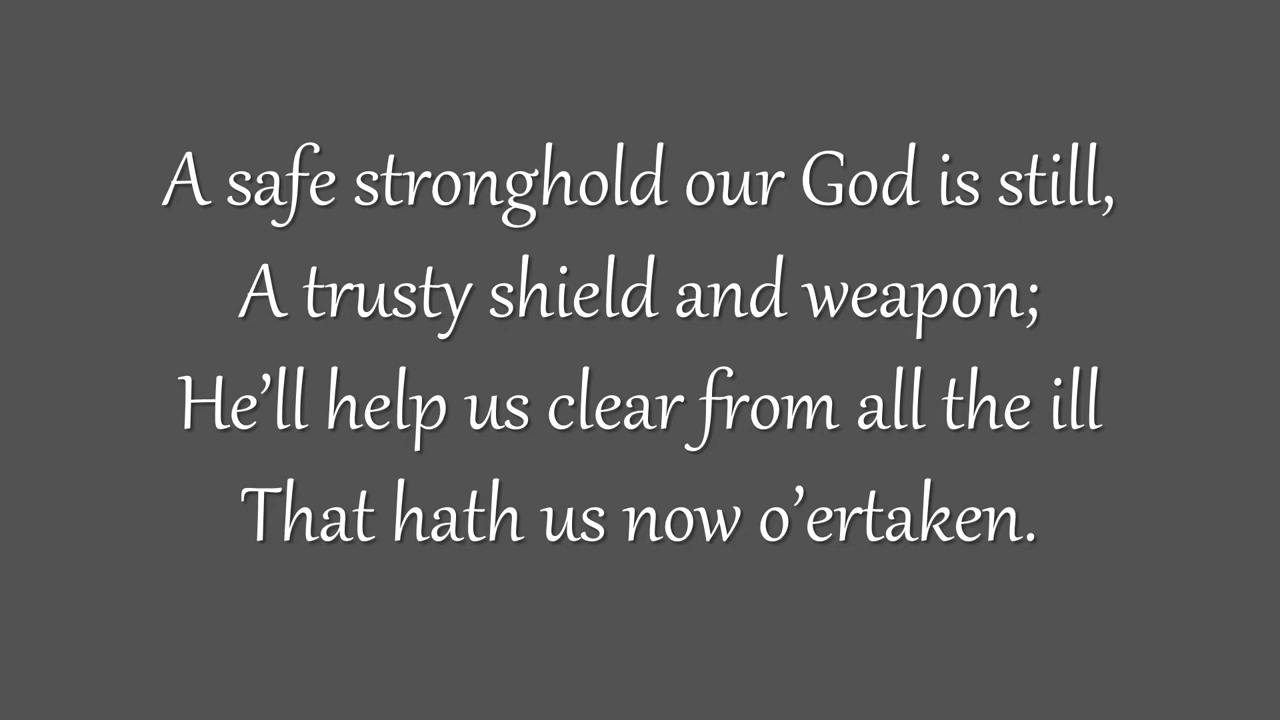 A safe stronghold our God is still,
A trusty shield and weapon;
He’ll help us clear from all the ill
That hath us now o’ertaken.